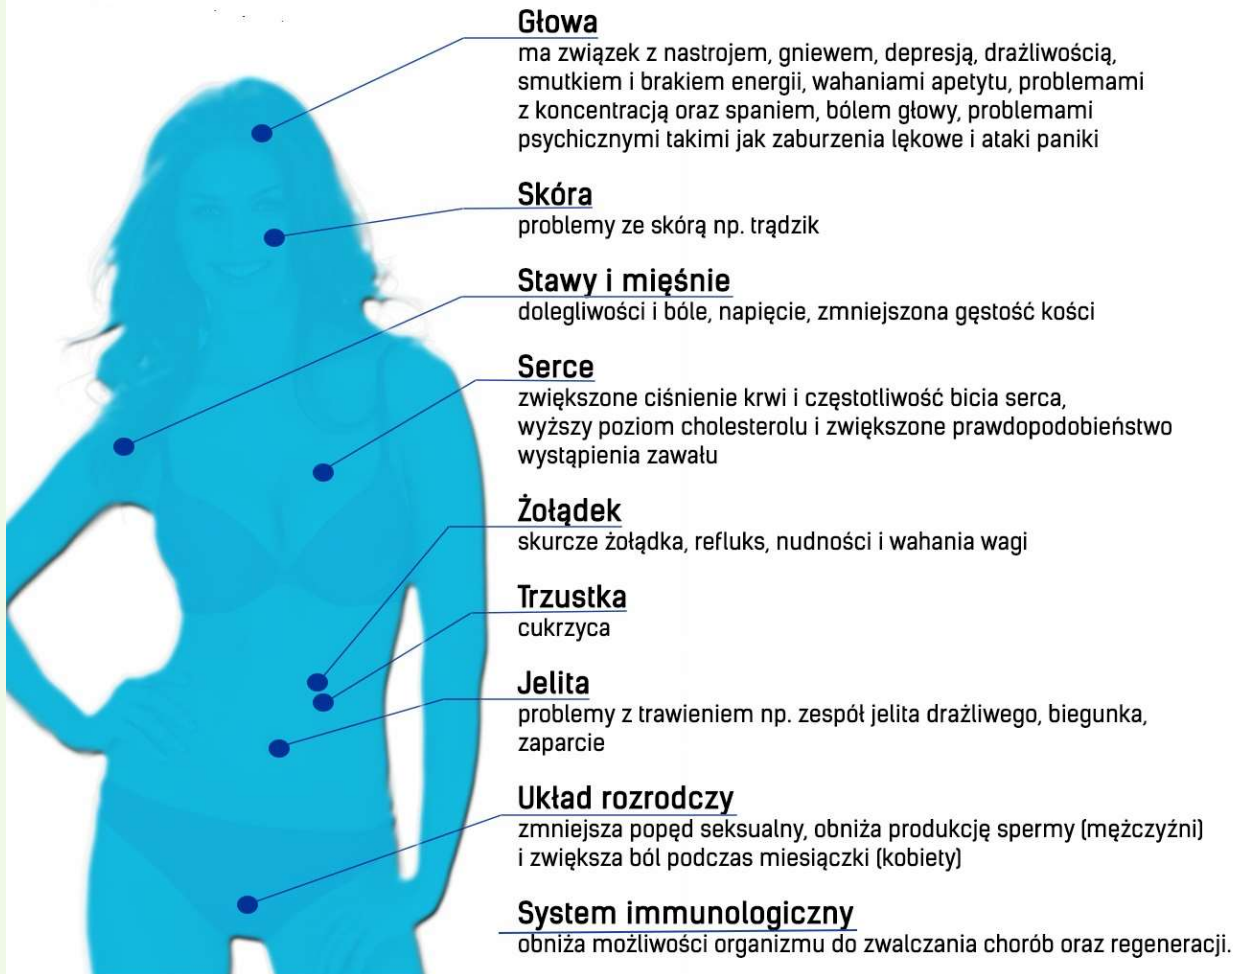 Głowa
ma związek z nastrojem, gniewem, depresją, drażliwością,
smutkiem i brakiem energii, wahaniami apetytu, problemami
z koncentracją oraz spaniem, bólem głowy, problemami
psychicznymi takimi jak zaburzenia lękowe i ataki paniki
Skóra
problemy ze skórą np. trądzik
Stawy i mięśnie
dolegliwości i bóle, napięcie, zmniejszona gęstość kości
Serce
zwiększone ciśnienie krwi i częstotliwość bicia serca,
wyższy poziom cholesterolu i zwiększone prawdopodobieństwo
wystąpienia zawału
Żołądek
skurcze żołądka, refluks, nudności i wahania wagi
Trzustka
cukrzyca
Jelita
problemy z trawieniem np. zespół jelita drażliwego, biegunka,
zaparcie
Układ rozrodczy
zmniejsza popęd seksualny, obniża produkcję spermy (mężczyźni)
i zwiększa ból podczas miesiączki (kobiety)
System immunologiczny
obniża możliwości organizmu do zwalczania chorób oraz regeneracji.